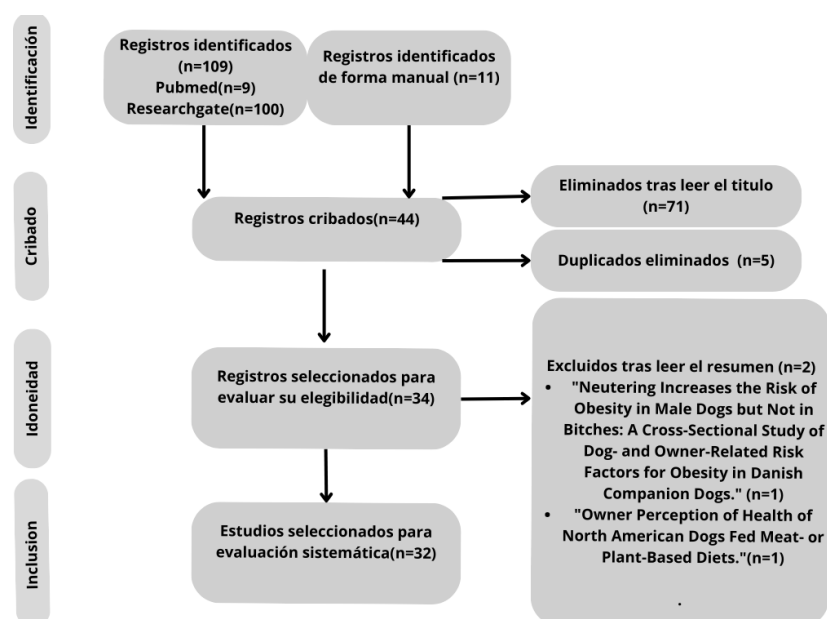 Identificación
Registros identificados
(n=109)
Pubmed(n=9)
Researchgate(n=100)
Registros identificados
de forma manual (n=11)
Cribado
Registros cribados(n=44)
Eliminados tras leer el titulo
(n=71)
Duplicados eliminados (n=5)
Idoneidad
Registros seleccionados para
evaluar su elegibilidad(n=34)
Excluidos tras leer el resumen (n=2)
• "Neutering Increases the Risk of
Obesity in Male Dogs but Not in
Bitches: A Cross-Sectional Study of
Dog- and Owner-Related Risk
Factors for Obesity in Danish
Companion Dogs." (n=1)
• "Owner Perception of Health of
North American Dogs Fed Meat- or
Plant-Based Diets."(n=1)
.
Inclusion
Estudios seleccionados para
evaluación sistemática(n=32)